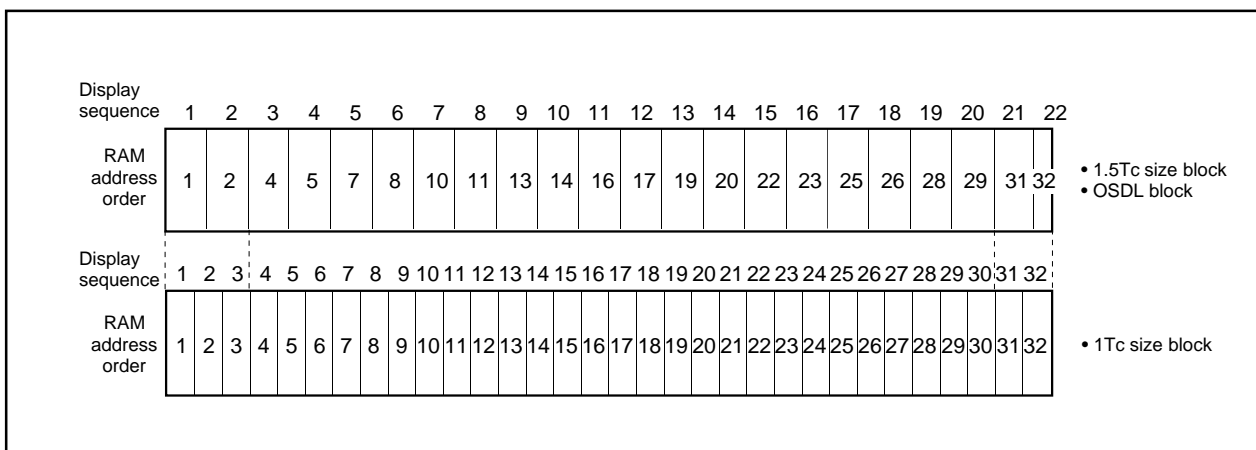 Display
sequence
1 2 3 4 5 6 7 8 9 10 11 12 13 14 15 16 17 18 19 20 21 22
RAM
address
order
1 2 4 5 7 8 10 11 13 14 16 17 19 20 22 23 25 26 28 29 31 32
• 1.5Tc size block
• OSDL block
Display
sequence
1 2 3 4 5 6 7 8 9 10 11 12 13 14 15 16 17 18 19 20 21 22 23 24 25 26 27 28 29 30 31 32
RAM
address
order
1 2 3 4 5 6 7 8 9 10 11 12 13 14 15 16 17 18 19 20 21 22 23 24 25 26 27 28 29 30 31 32
• 1Tc size block